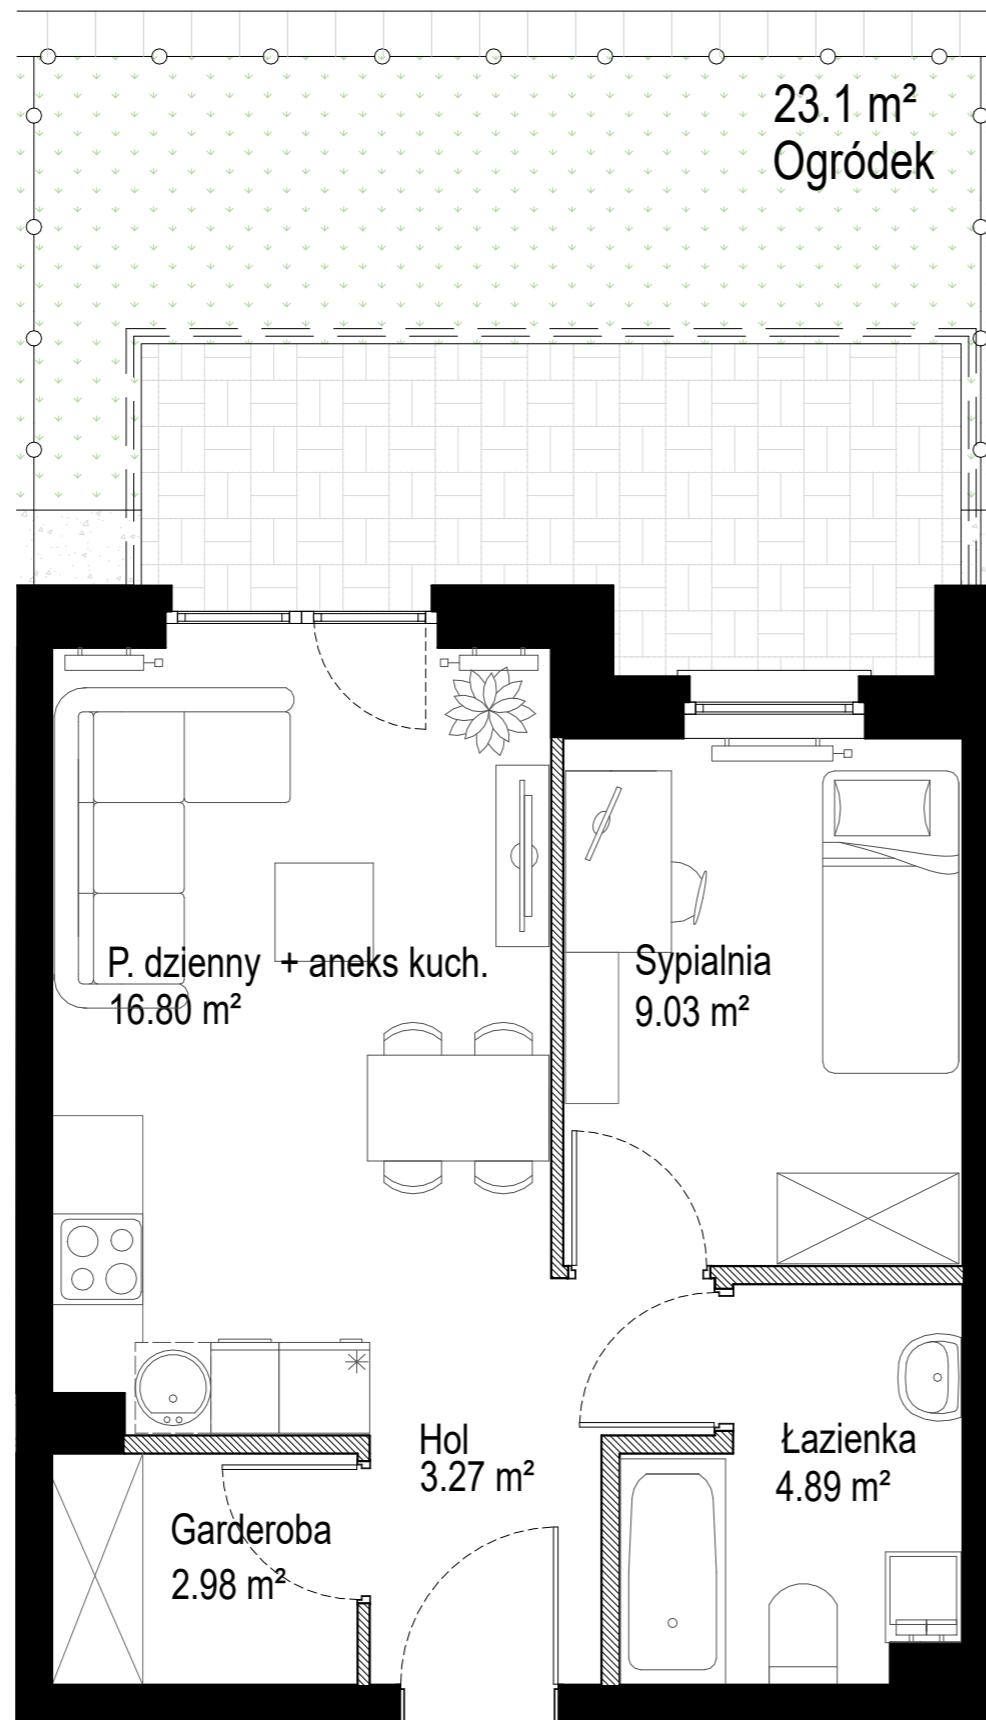 23.1 m²
Ogródek
P. dzienny + aneks kuch.
16.80 m²
Sypialnia
9.03 m²
Hol
3.27 m²
Łazienka
4.89 m²
Garderoba
2.98 m²